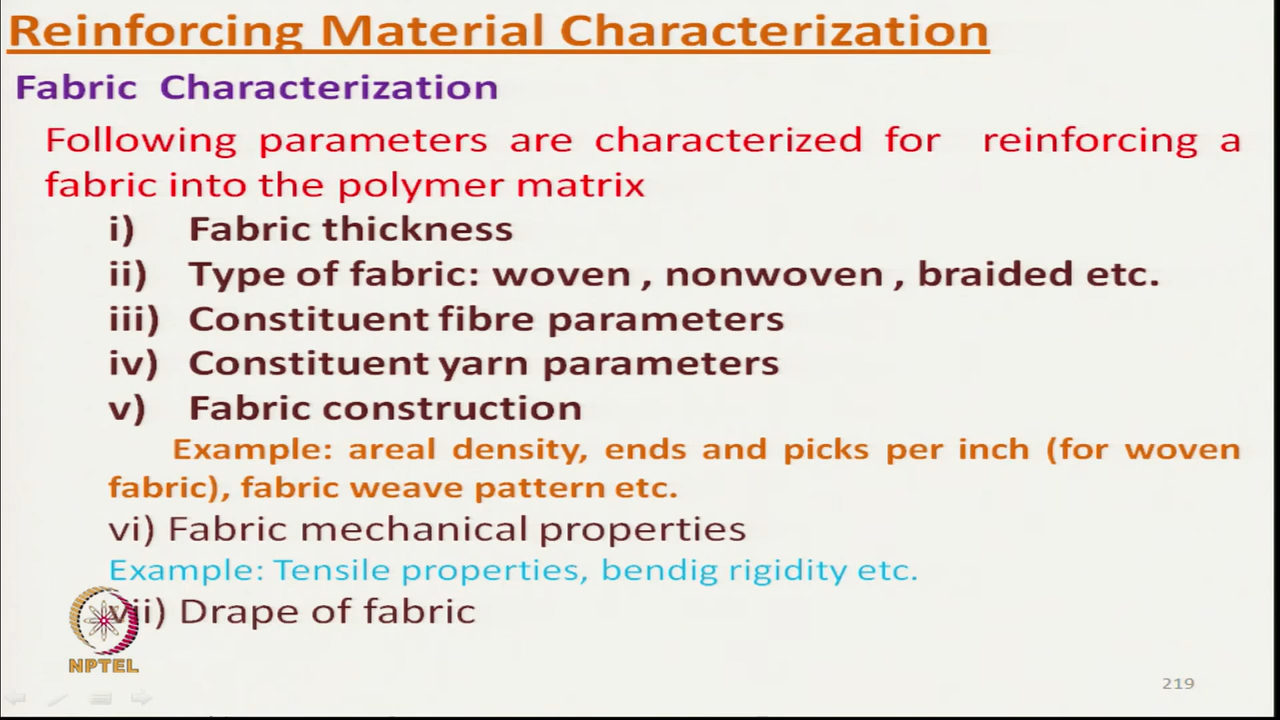 Reinforcing Material Characterization
Fabric Characterization
Following parameters are characterized for reinforcing a
fabric into the polymer matrix
i) Fabric thickness
ii) Type of fabric: woven , nonwoven , braided etc.
iii) Constituent fibre parameters
iv) Constituent yarn parameters
v) Fabric construction
Example: areal density, ends and picks per inch (for woven
fabric), fabric weave pattern etc.
vi) Fabric mechanical properties
Example: Tensile properties, bendig rigidity etc.
vii) Drape of fabric
NPTEL
219